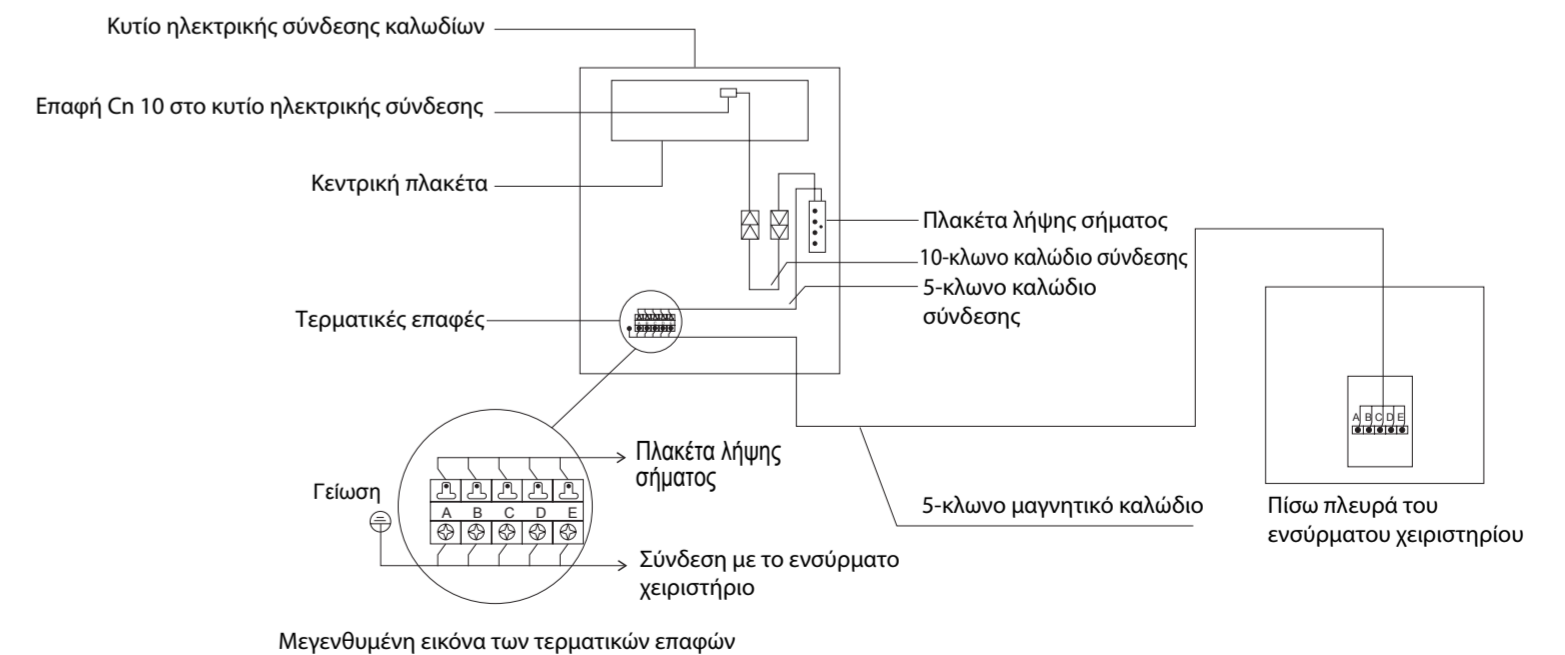 Κυτίο ηλεκτρικής σύνδεσης καλωδίων
Επαφή Cn 10 στο κυτίο ηλεκτρικής σύνδεσης
Κεντρική πλακέτα
Πλακέτα λήψης σήματος
10-κλωνο καλώδιο σύνδεσης
5-κλωνο καλώδιο
σύνδεσης
Τερματικές επαφές
A B C D E
Πλακέτα λήψης
σήματος
Γείωση
A B C D E
5-κλωνο μαγνητικό καλώδιο
Πίσω πλευρά του
ενσύρματου χειριστηρίου
Σύνδεση με το ενσύρματο
χειριστήριο
Μεγενθυμένη εικόνα των τερματικών επαφών